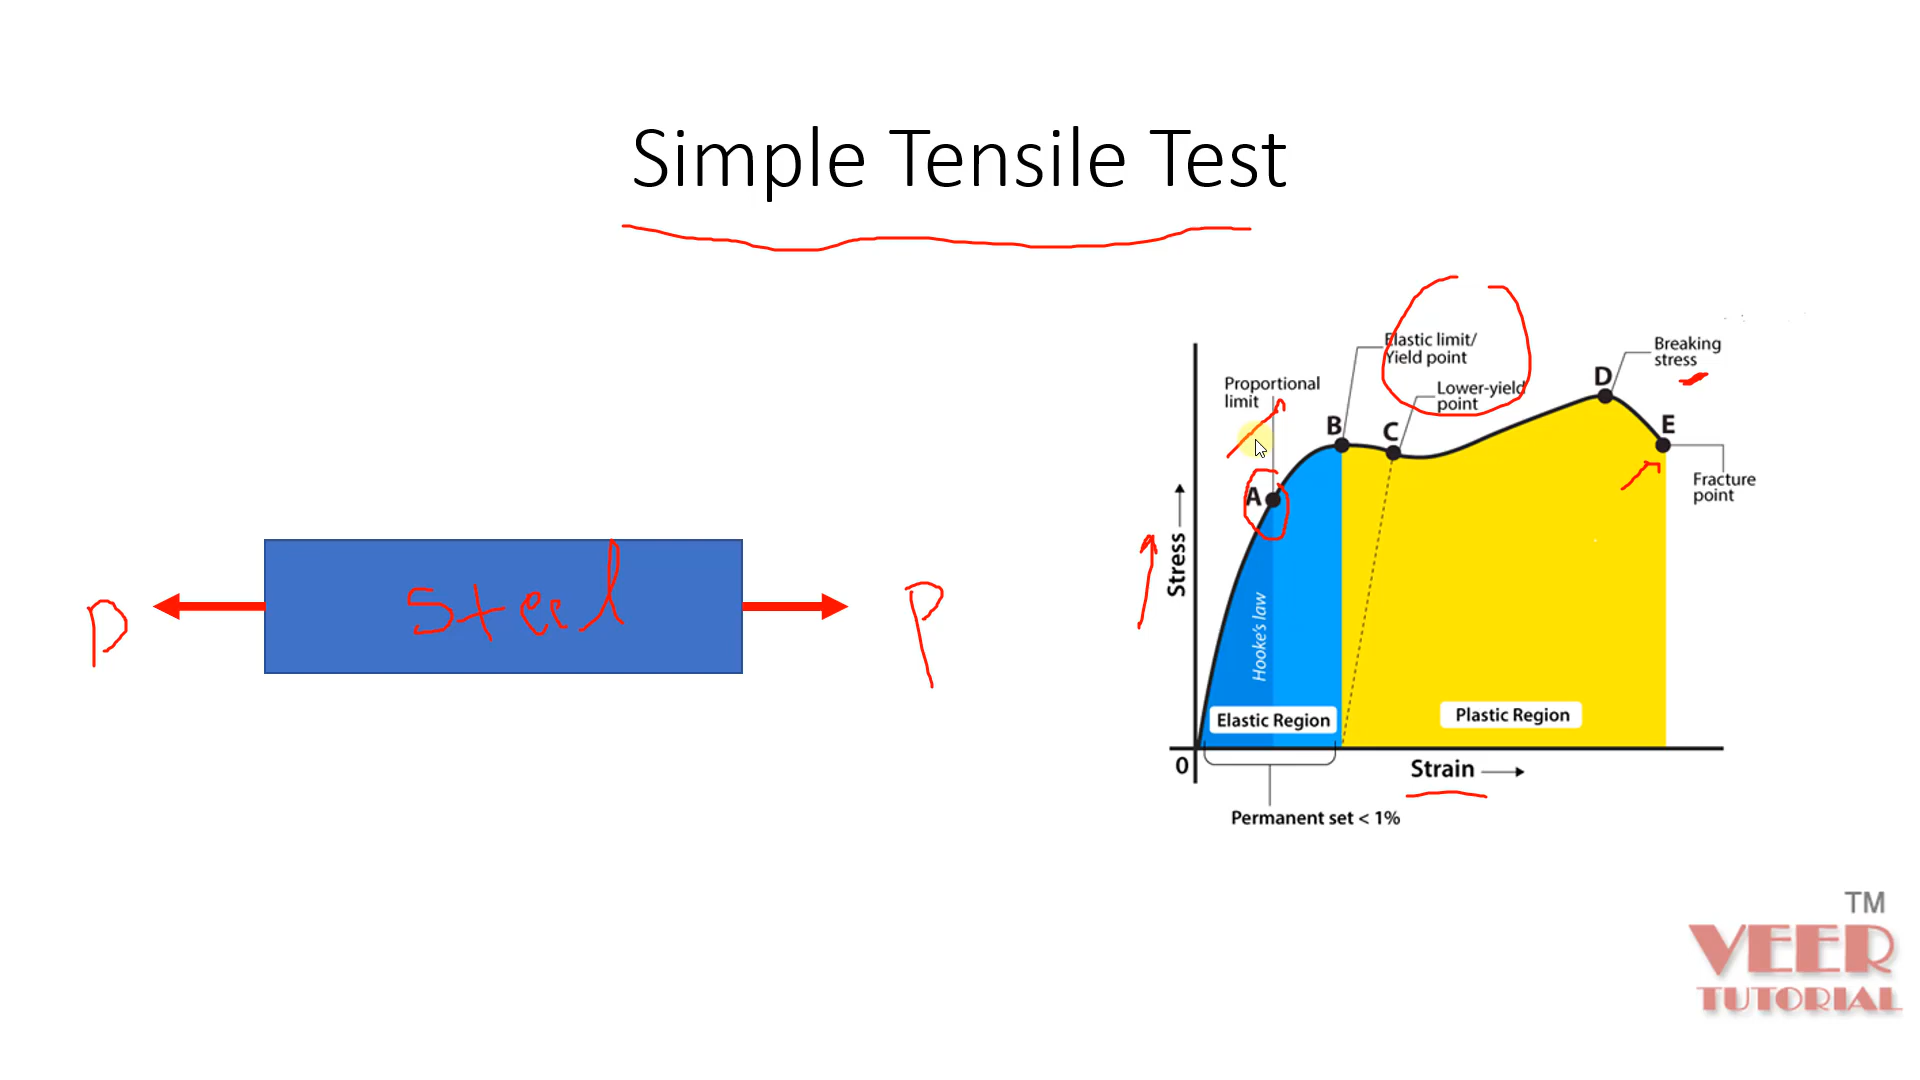 Simple Tensile Test
P
Steel
P
Elastic limit/
Yield point
Breaking
stress
Proportional
limit
Lower-yield
point
A
B
C
D
E
Fracture
point
Stress
Hooke's law
Elastic Region
Plastic Region
0
Strain
Permanent set < 1%
TM
VEER
TUTORIAL